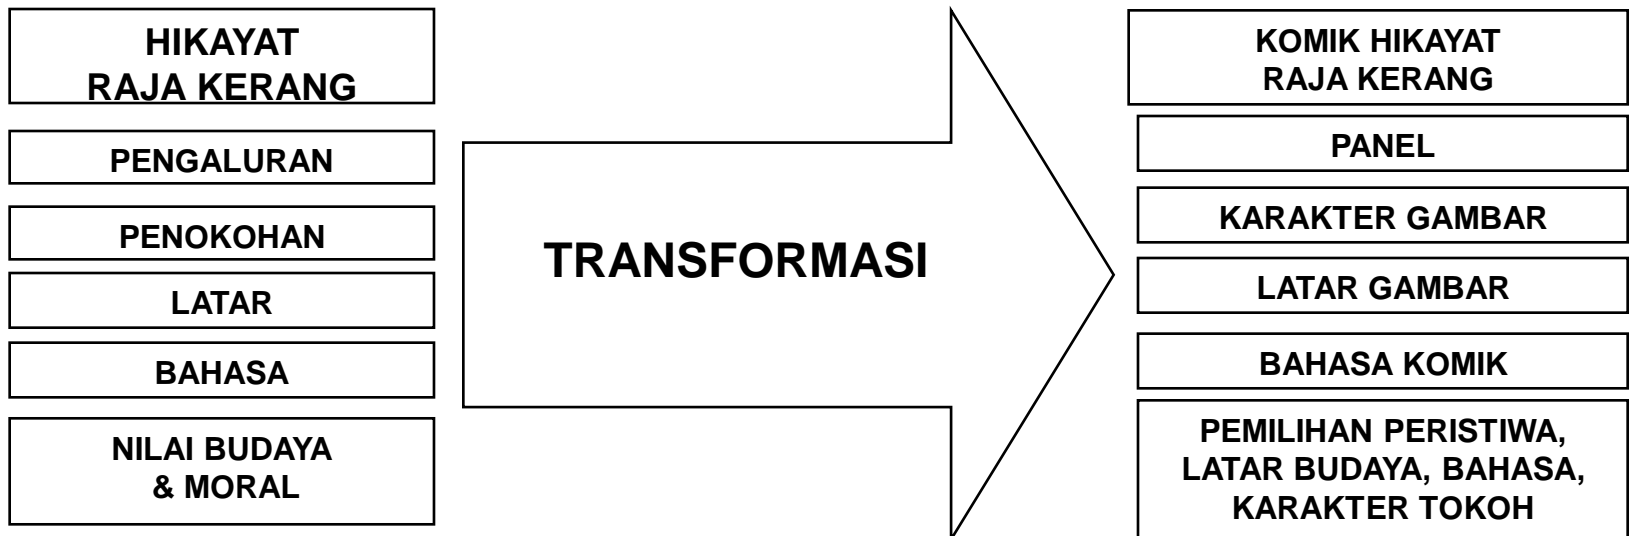 HIKAYAT
RAJA KERANG
PENGALURAN
PENOKOHAN
LATAR
BAHASA
NILAI BUDAYA
& MORAL
TRANSFORMASI
KOMIK HIKAYAT
RAJA KERANG
PANEL
KARAKTER GAMBAR
LATAR GAMBAR
BAHASA KOMIK
PEMILIHAN PERISTIWA,
LATAR BUDAYA, BAHASA,
KARAKTER TOKOH